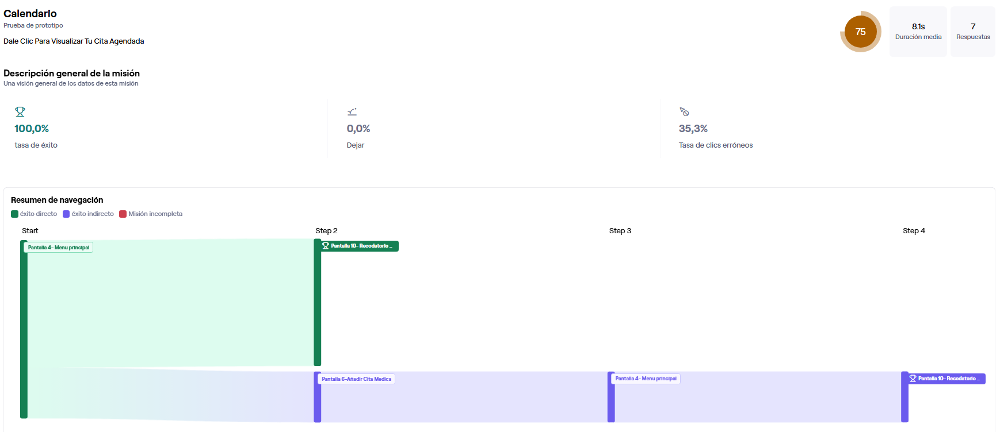 Calendario
Prueba de prototipo
Dale Clic Para Visualizar Tu Cita Agendada
75
8.1s
Duración media
7
Respuestas
Descripción general de la misión
Una visión general de los datos de esta misión
100,0%
tasa de éxito
0,0%
Dejar
35,3%
Tasa de clics erróneos
Resumen de navegación
éxito directo
éxito indirecto
Misión incompleta
Start
Step 2
Step 3
Step 4
Pantalla 4- Menu principal
Pantalla 10- Recodatorio ...
Pantalla 6-Añadir Cita Medica
Pantalla 4- Menu principal
Pantalla 10- Recodatorio ...